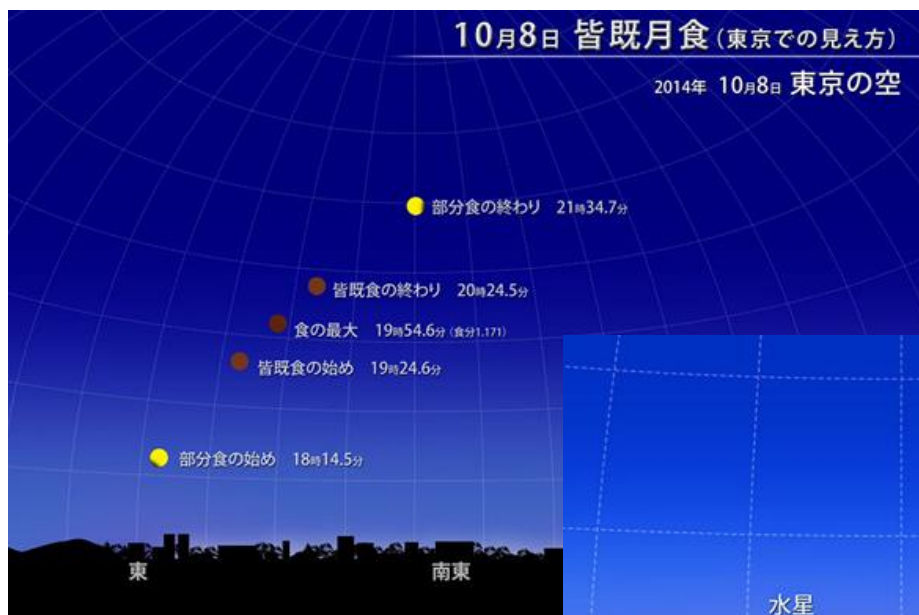 10月8日 皆既月食(東京での見え方)
2014年 10月8日 東京の空
部分食の終わり 21時34.7分
皆既食の終わり 20時24.5分
食の最大 19時54.6分(食分1.171)
皆既食の始め 19時24.6分
部分食の始め 18時14.5分
東 南東
水星